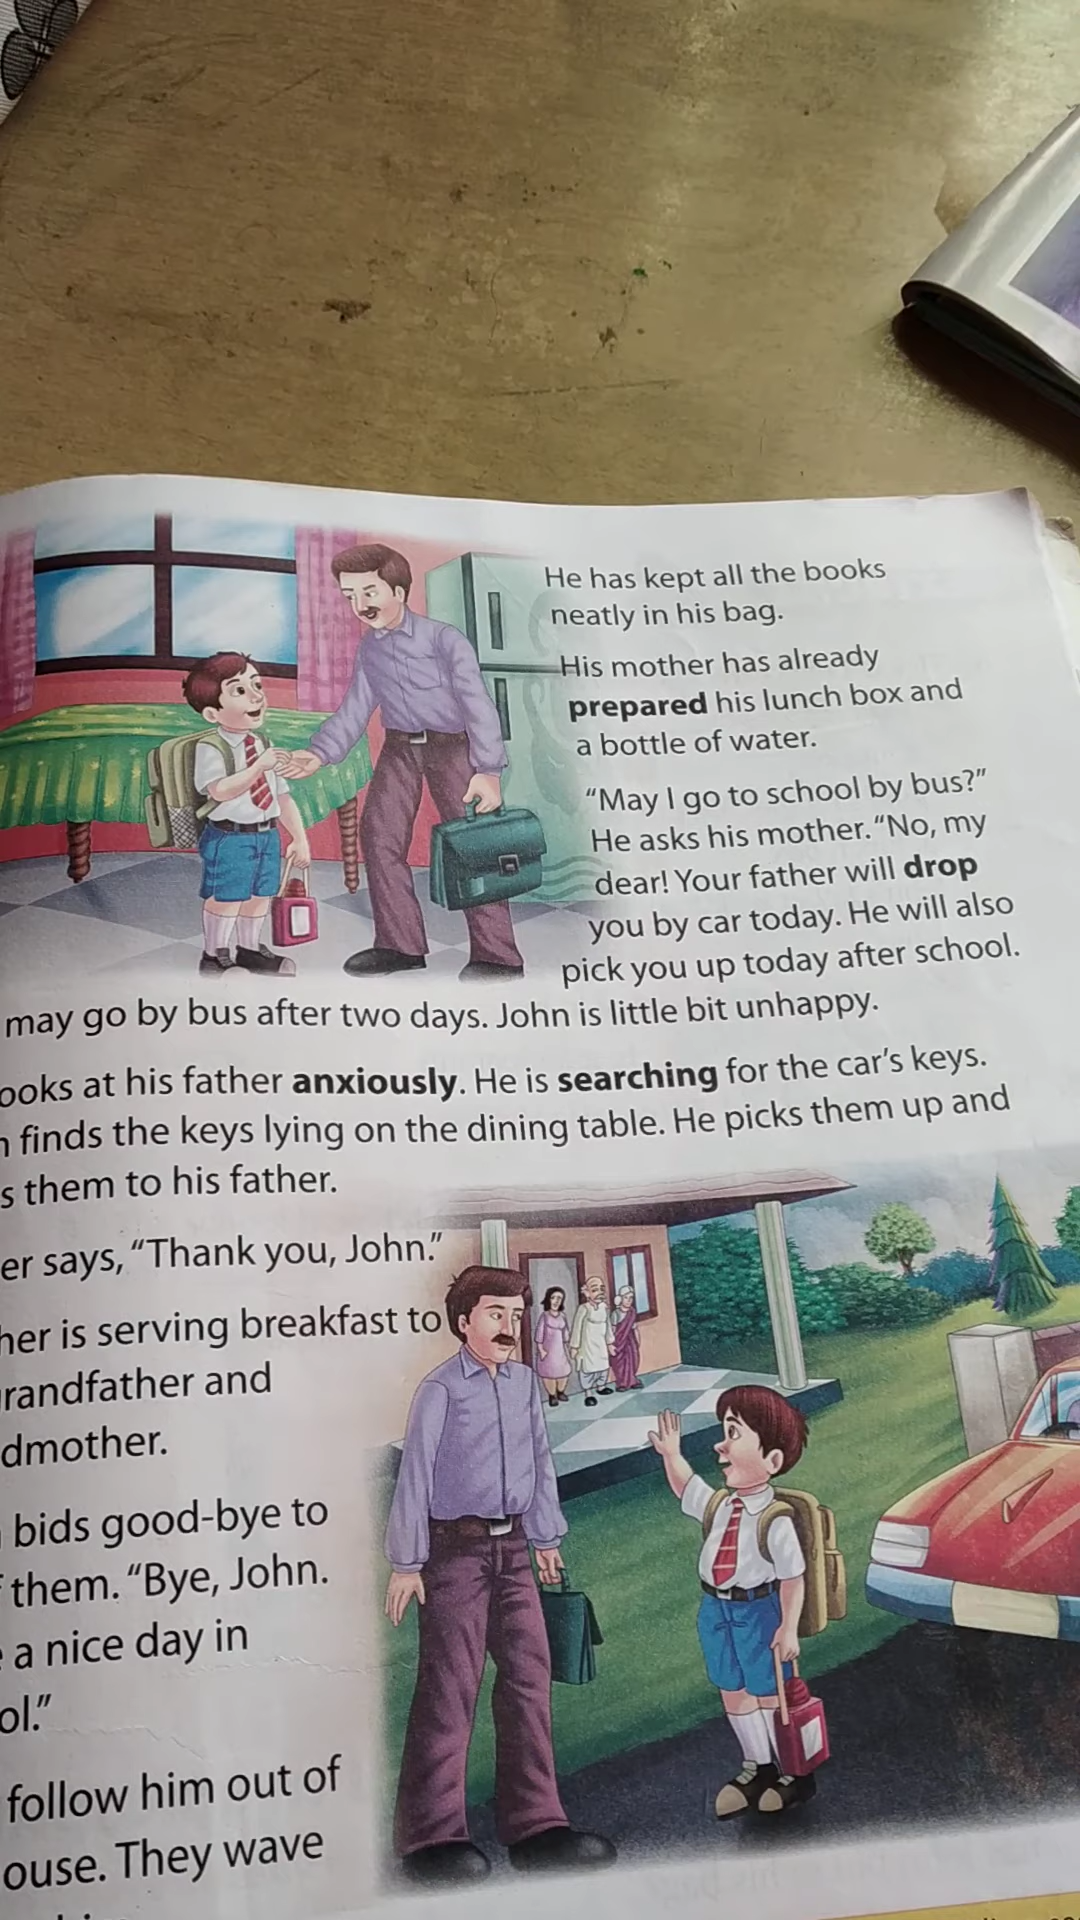 He has kept all the books
neatly in his bag.
His mother has already
prepared his lunch box and
a bottle of water.
“May I go to school by bus?”
He asks his mother. “No, my
dear! Your father will drop
you by car today. He will also
pick you up today after school.
may go by bus after two days. John is little bit unhappy.
ooks at his father anxiously. He is searching for the car’s keys.
finds the keys lying on the dining table. He picks them up and
s them to his father.
er says, “Thank you, John.”
her is serving breakfast to
randfather and
dmother.
bids good-bye to
them. “Bye, John.
a nice day in
ol.”
follow him out of
ouse. They wave